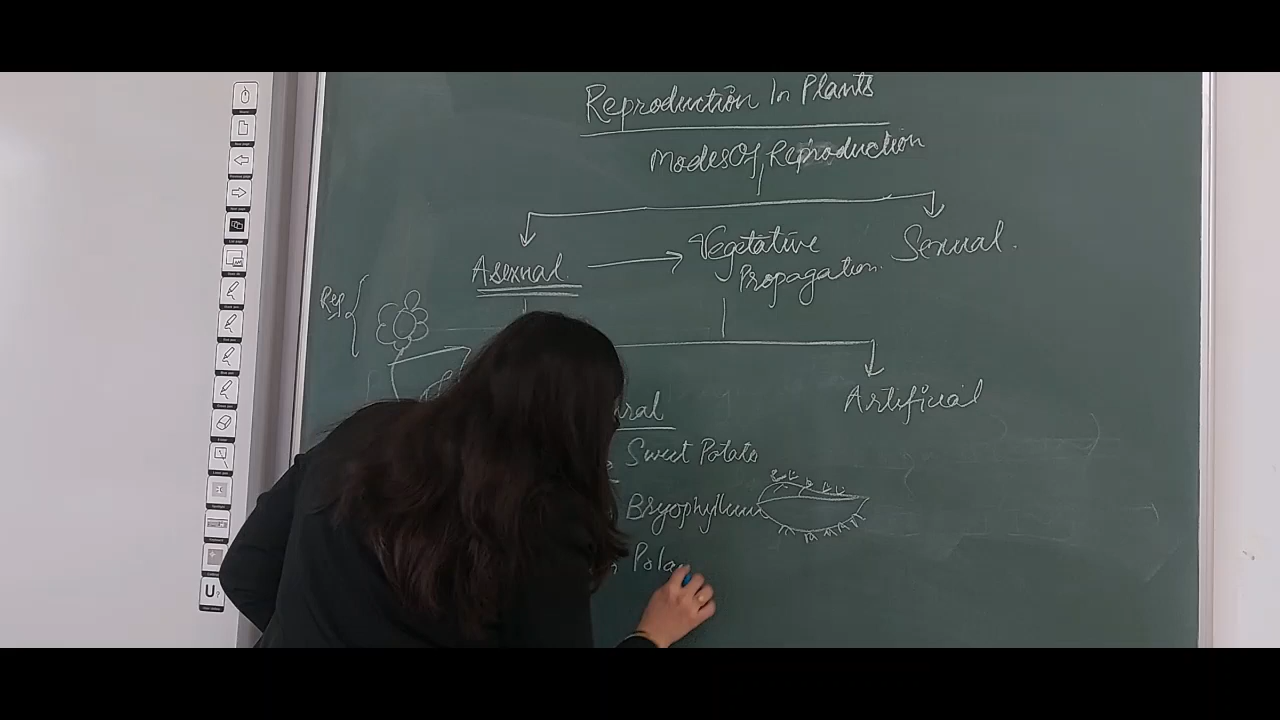 Reproduction In Plants
Modes Of Reproduction
Asexual.
Vegetative
Propagation.
Sexual.
Rep
Artificial
Sweet Potato
Bryophyllum